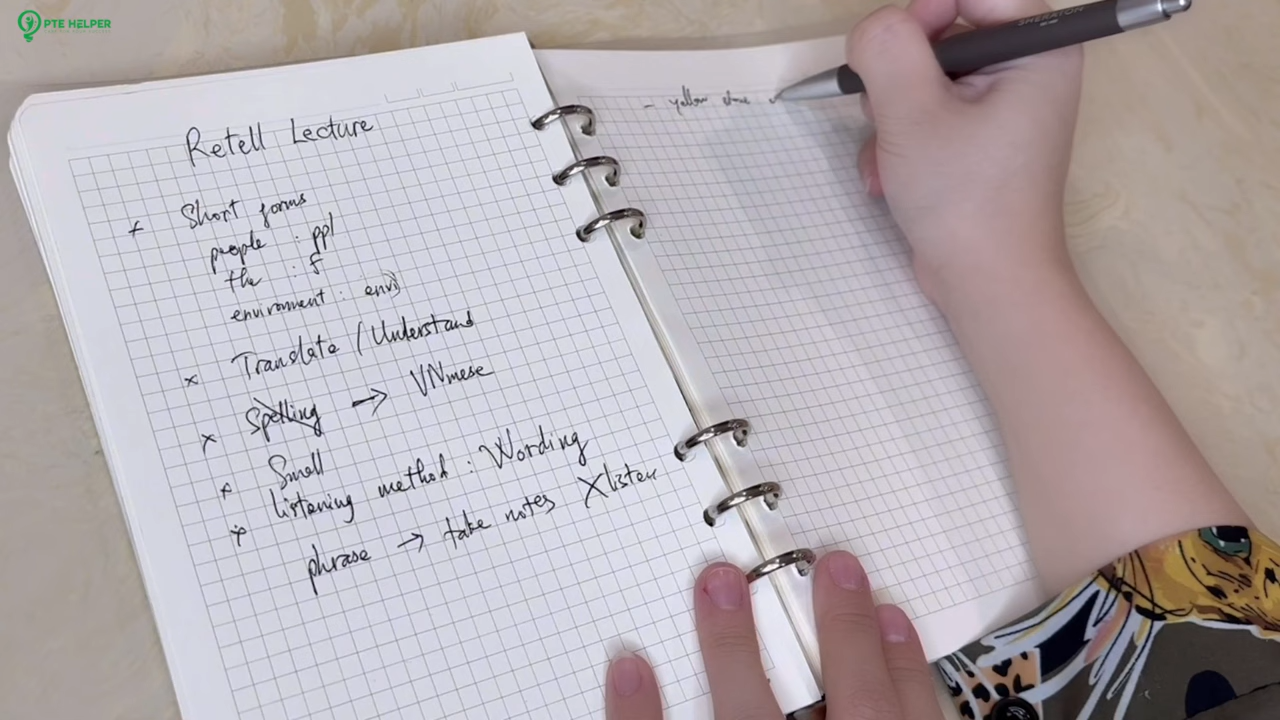 PTE HELPER
Retell Lecture
+ Short forms
people : ppl
the : f
environment : envi
x Translate / Understand
x Spelling → VNmese
x Small
+ listening method : Wording
phrase → take notes X listen
- yellow
SHERATON